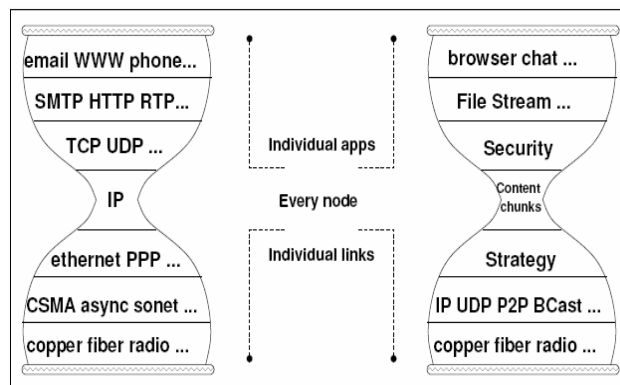 email WWW phone...
SMTP HTTP RTP...
TCP UDP ...
IP
ethernet PPP ...
CSMA async sonet ...
copper fiber radio ...
Individual apps
Every node
Individual links
browser chat ...
File Stream ...
Security
Content
chunks
Strategy
IP UDP P2P BCast ...
copper fiber radio ...